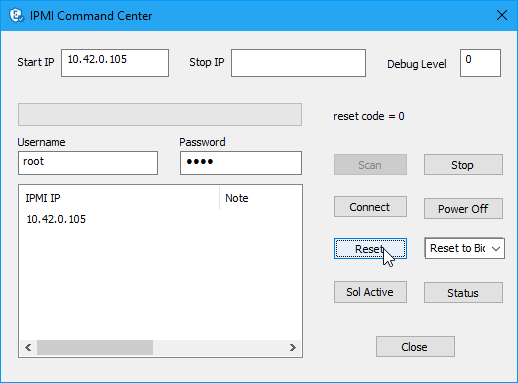 IPMI Command Center
Start IP 10.42.0.105 Stop IP Debug Level 0
reset code = 0
Username Password
root ●●●●
Scan Stop
IPMI IP Note
10.42.0.105
Connect Power Off
Reset Reset to Bio
Sol Active Status
Close